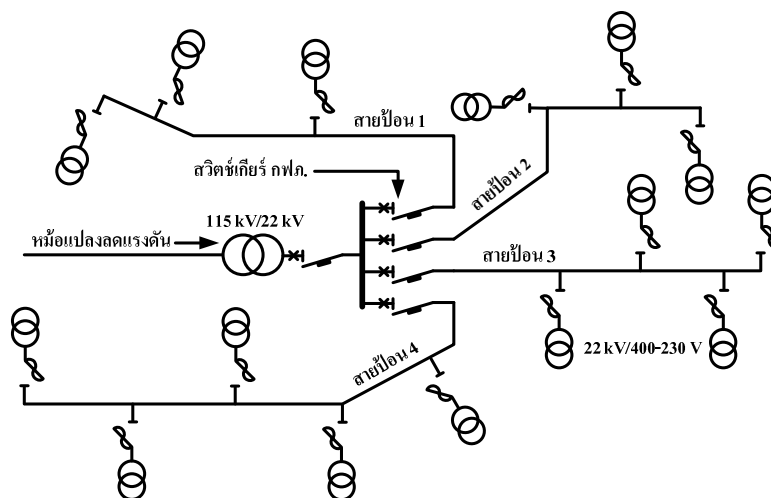 สายป้อน 1
สวิตช์เกียร์ กฟภ.
สายป้อน 2
115 kV/22 kV
หม้อแปลงลดแรงดัน
สายป้อน 3
22 kV/400-230 V
สายป้อน 4